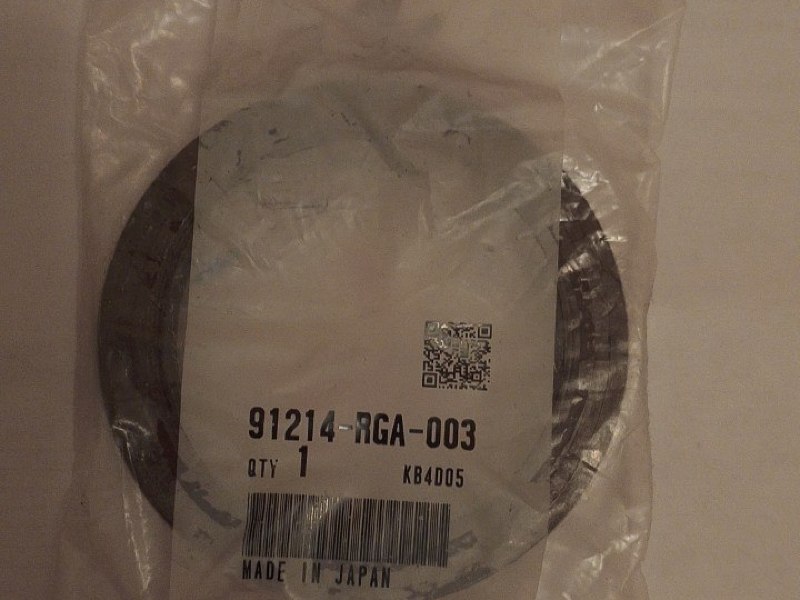 91214-RGA-003
QTY 1 KB4D05
MADE IN JAPAN